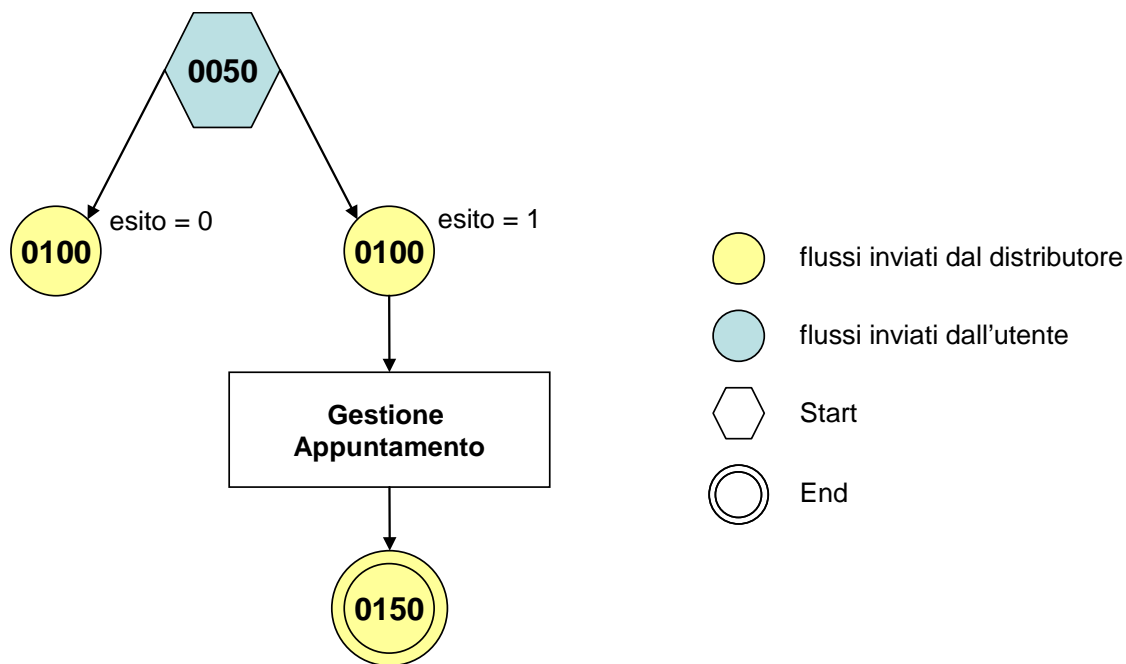 0050
esito = 0
esito = 1
0100
0100
Gestione
Appuntamento
0150
flussi inviati dal distributore
flussi inviati dall'utente
Start
End